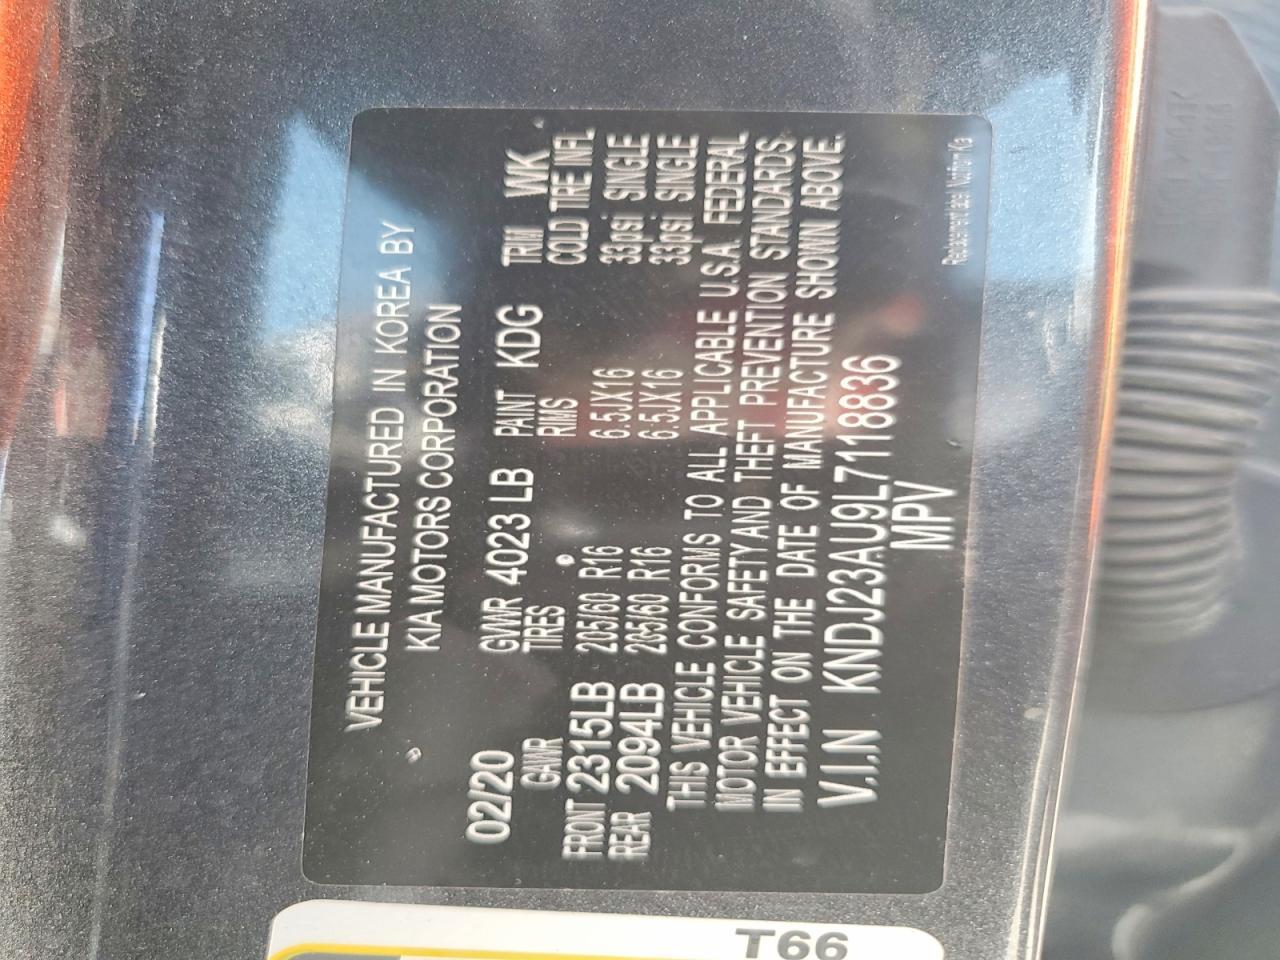 VEHICLE MANUFACTURED IN KOREA BY
KIA MOTORS CORPORATION
02/20 GVWR 4023 LB PAINT KDG TRIM WK
GAWR TIRES RIMS COLD TIRE INFL
FRONT 2315LB 205/60 R16 6.5JX16 33psi SINGLE
REAR 2094LB 205/60 R16 6.5JX16 33psi SINGLE
THIS VEHICLE CONFORMS TO ALL APPLICABLE U.S.A. FEDERAL
MOTOR VEHICLE SAFETY AND THEFT PREVENTION STANDARDS
IN EFFECT ON THE DATE OF MANUFACTURE SHOWN ABOVE.
V.I.N KNDJ23AU9L7118836
MPV
T66